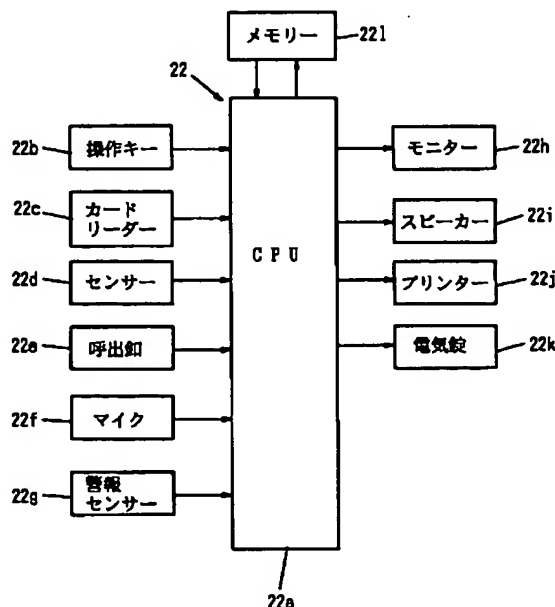 メモリー
22l
22
22b
操作キー
モニター
22h
22c
カード
リーダー
スピーカー
22i
CPU
22d
センサー
プリンター
22j
22e
呼出釦
電気錠
22k
22f
マイク
22g
警報
センサー
22a